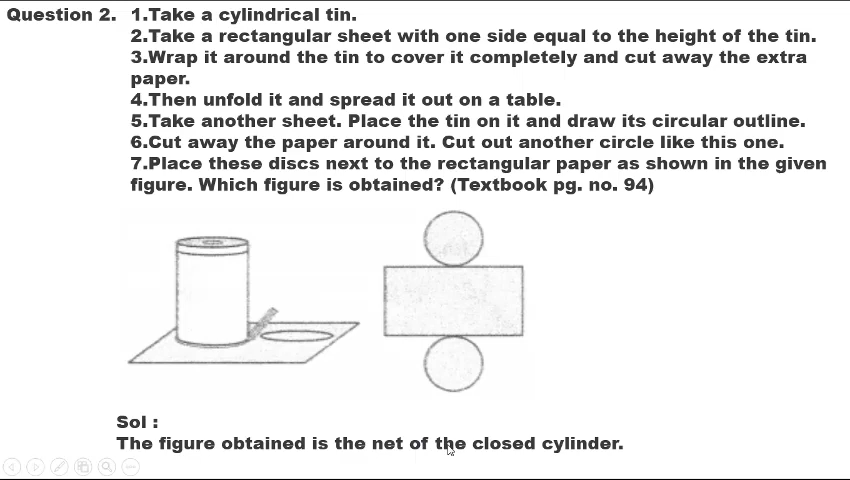 Question 2. 1.Take a cylindrical tin.
2.Take a rectangular sheet with one side equal to the height of the tin.
3.Wrap it around the tin to cover it completely and cut away the extra
paper.
4.Then unfold it and spread it out on a table.
5.Take another sheet. Place the tin on it and draw its circular outline.
6.Cut away the paper around it. Cut out another circle like this one.
7.Place these discs next to the rectangular paper as shown in the given
figure. Which figure is obtained? (Textbook pg. no. 94)
Sol :
The figure obtained is the net of the closed cylinder.